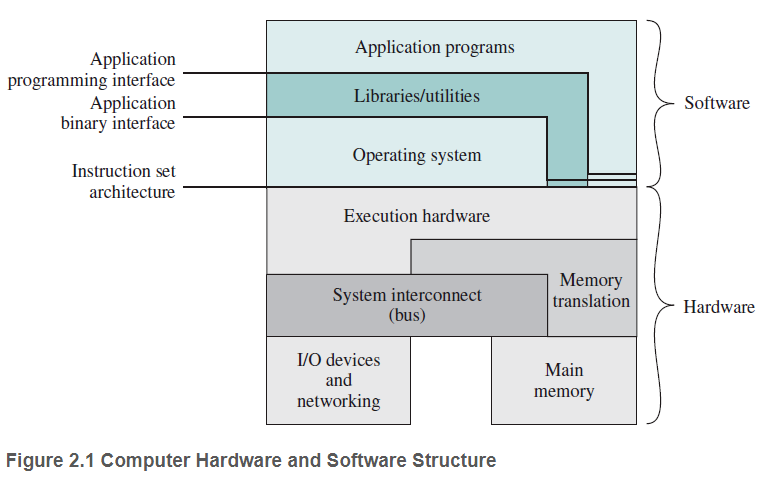 Application programs
Application
programming interface
Libraries/utilities
Software
Application
binary interface
Operating system
Instruction set
architecture
Execution hardware
Memory
translation
System interconnect
(bus)
Hardware
I/O devices
and
networking
Main
memory
Figure 2.1 Computer Hardware and Software Structure